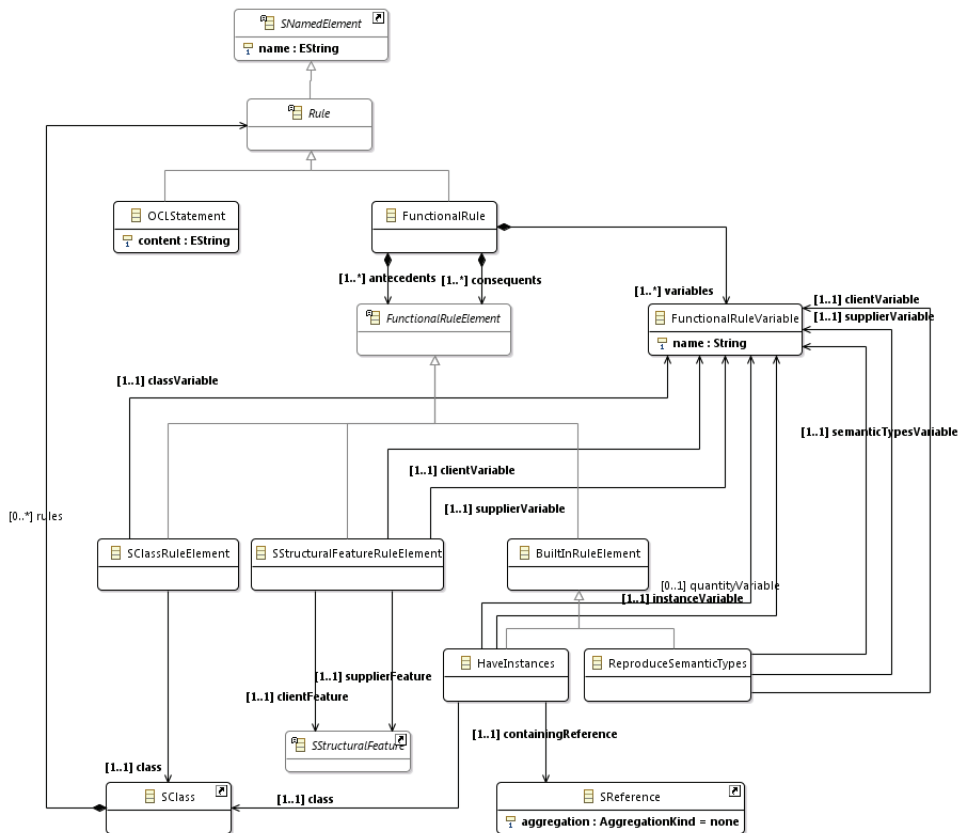 SNamedElement
name : EString
Rule
OCLStatement
content : EString
FunctionalRule
[1..*] antecedents
[1..*] consequents
[1..*] variables
[1..1] clientVariable
[1..1] supplierVariable
FunctionalRuleElement
FunctionalRuleVariable
name : String
[1..1] classVariable
[1..1] semanticTypesVariable
[1..1] clientVariable
[1..1] supplierVariable
[0..*] rules
SClassRuleElement
SStructuralFeatureRuleElement
BuiltInRuleElement
[0..1] quantityVariable
[1..1] instanceVariable
HaveInstances
ReproduceSemanticTypes
[1..1] supplierFeature
[1..1] clientFeature
[1..1] containingReference
SStructuralFeature
[1..1] class
[1..1] class
SClass
SReference
aggregation : AggregationKind = none